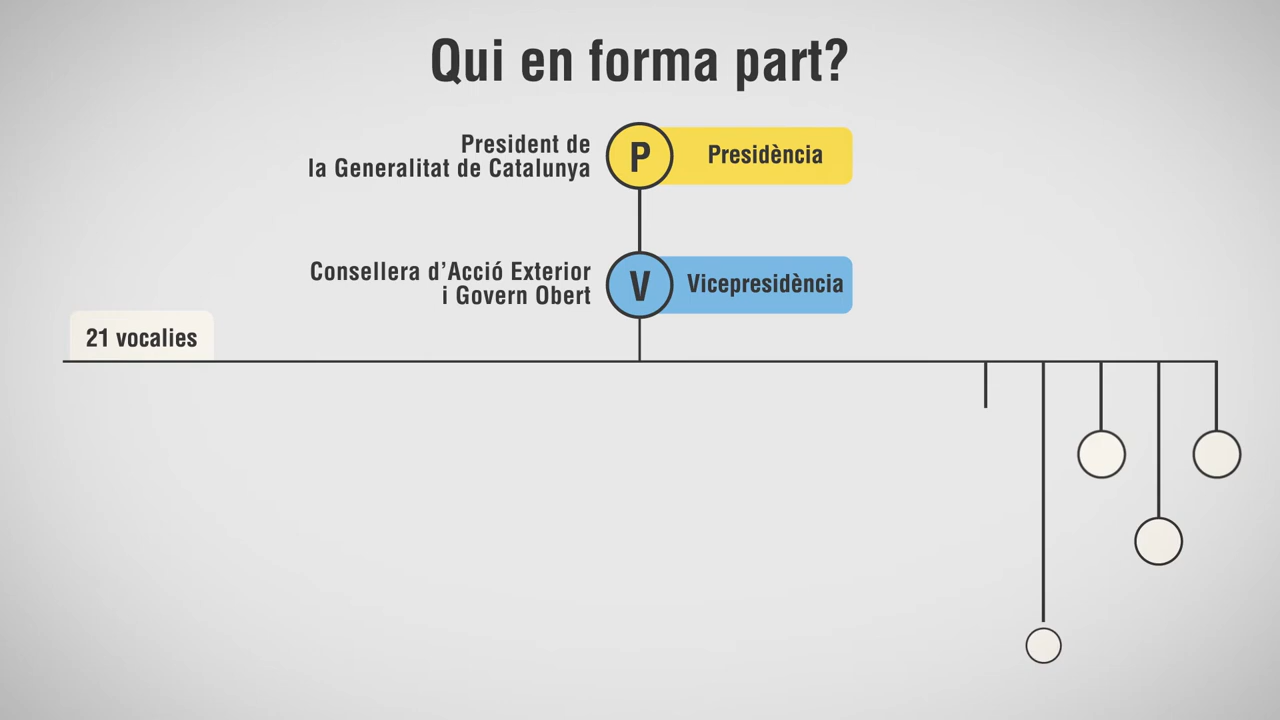 Qui en forma part?
President de
la Generalitat de Catalunya
P
Presidència
Consellera d'Acció Exterior
i Govern Obert
V
Vicepresidència
21 vocalies